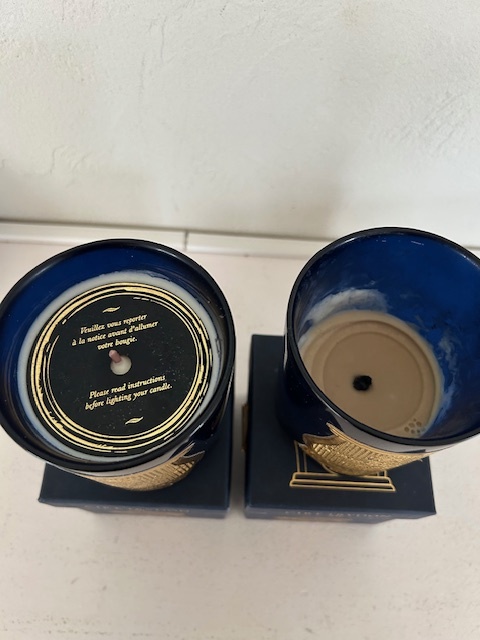 Veuillez vous reporter
à la notice avant d'allumer
votre bougie.
Please read instructions
before lighting your candle.